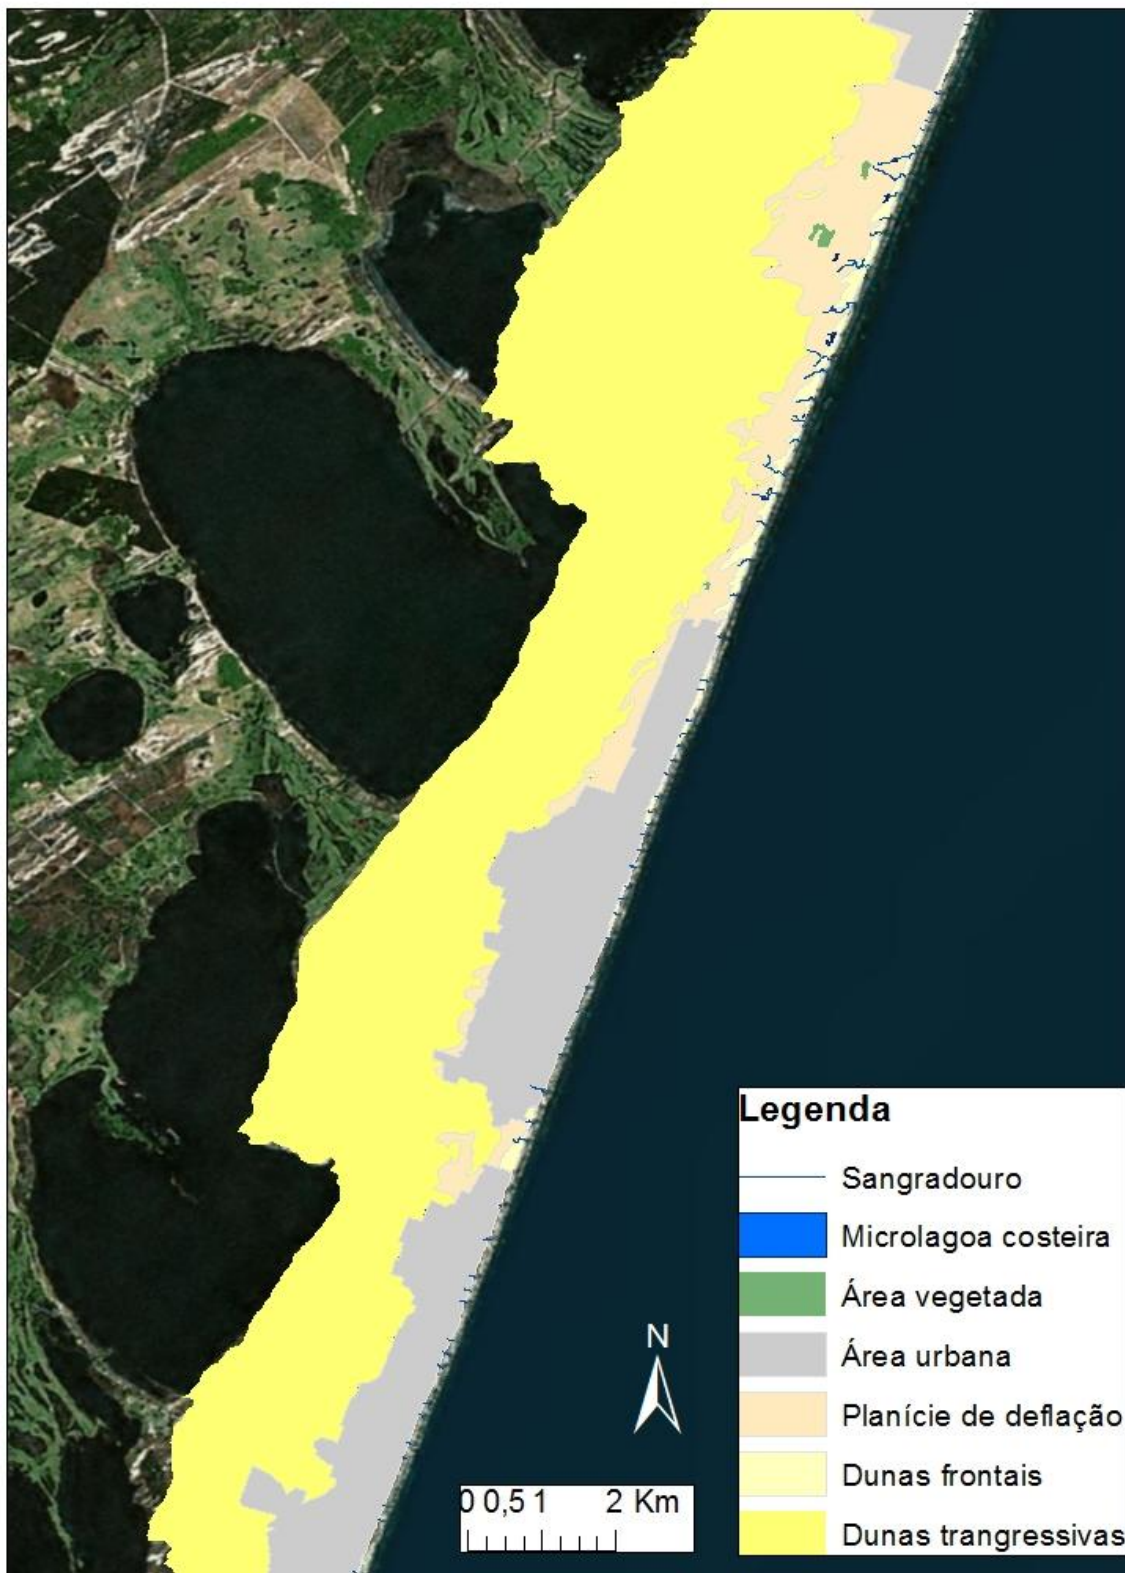 Legenda
Sangradouro
Microlagoa costeira
Área vegetada
Área urbana
Planície de deflação
Dunas frontais
Dunas trangressivas
N
0 0,5 1 2 Km